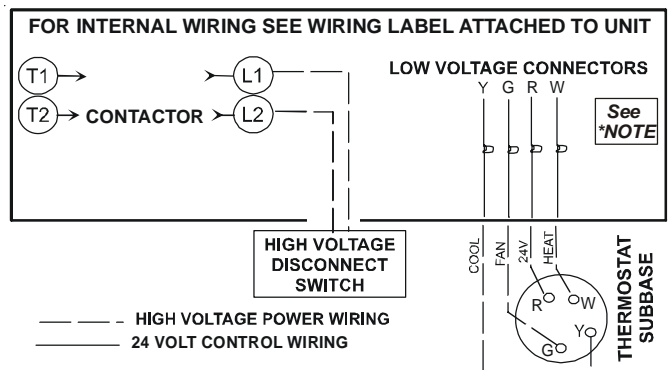 FOR INTERNAL WIRING SEE WIRING LABEL ATTACHED TO UNIT
T1
L1
T2
CONTACTOR
L2
LOW VOLTAGE CONNECTORS
Y G R W
See
*NOTE
HIGH VOLTAGE
DISCONNECT
SWITCH
COOL
FAN
24V
HEAT
R
W
Y
G
THERMOSTAT
SUBBASE
HIGH VOLTAGE POWER WIRING
24 VOLT CONTROL WIRING